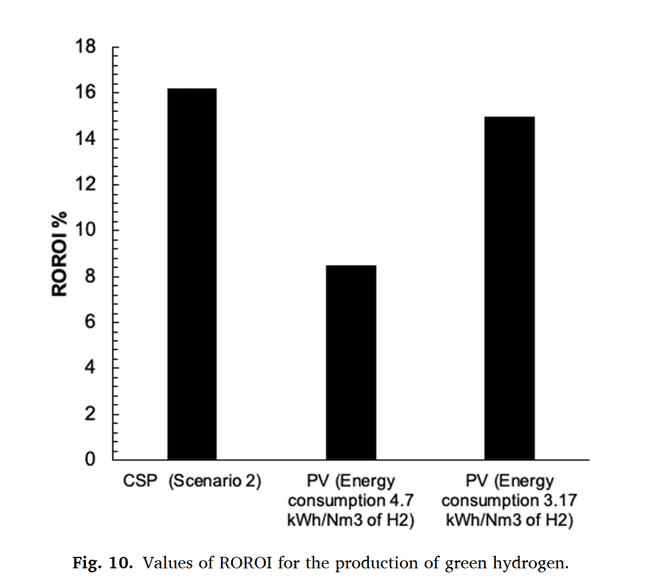 18
16
14
12
10
8
6
4
2
0
ROROI %
CSP (Scenario 2)
PV (Energy
consumption 4.7
kWh/Nm3 of H2)
PV (Energy
consumption 3.17
kWh/Nm3 of H2)
Fig. 10. Values of ROROI for the production of green hydrogen.